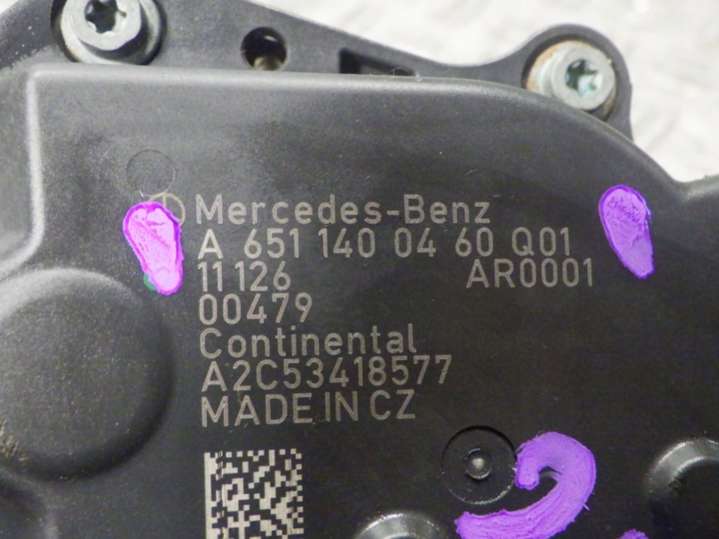 Mercedes-Benz
A 651 140 04 60 Q01
11126 AR0001
00479
Continental
A2C53418577
MADE IN CZ